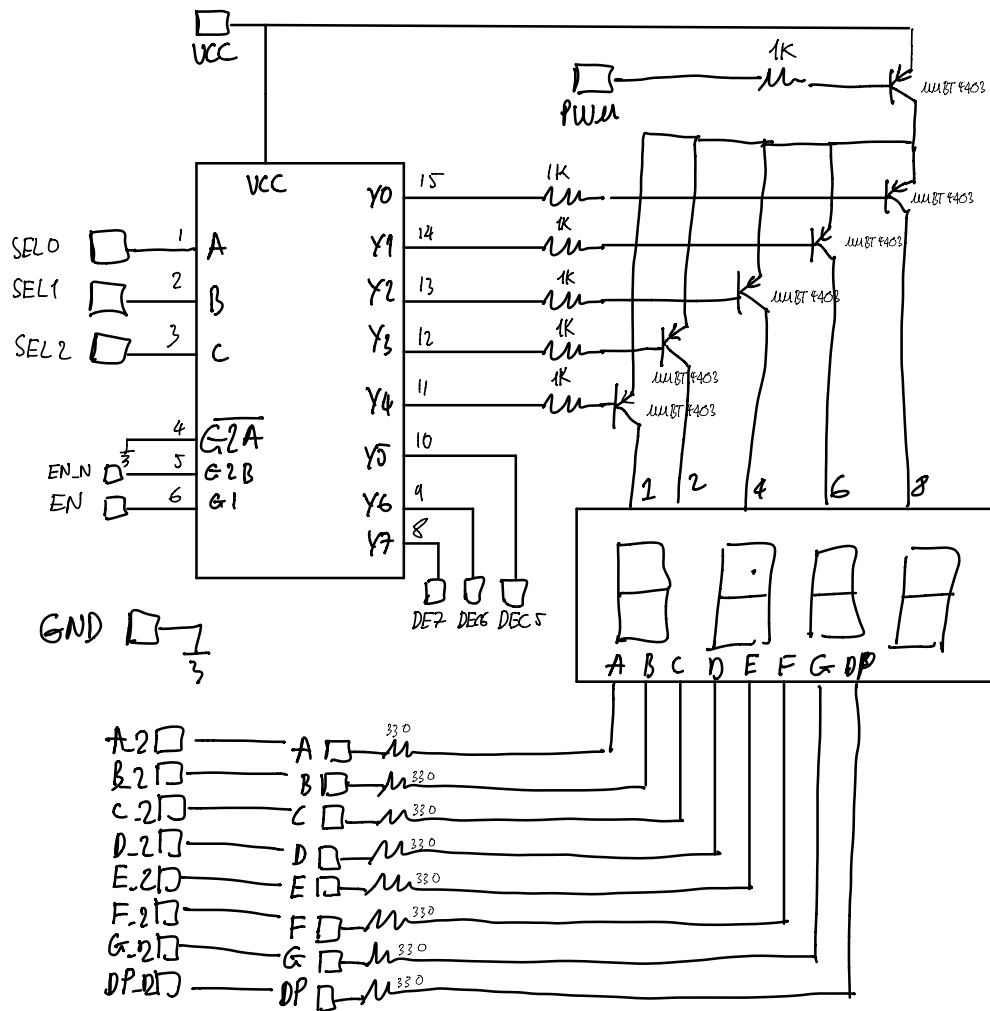 VCC
1K
PWM
MMBT4403
VCC
Y0 15 1K MMBT4403
SEL0 1 A Y1 14 1K MMBT4403
SEL1 2 B Y2 13 1K MMBT4403
SEL2 3 C Y3 12 1K MMBT4403
Y4 11 1K MMBT4403
4 G2A
Y5 10
EN_N 5 G2B
EN 6 G1 Y6 9
Y7 8
1 2 4 6 8
DE7 DEC6 DEC5
GND
A B C D E F G DP
A_2 A 330
B_2 B 330
C_2 C 330
D_2 D 330
E_2 E 330
F_2 F 330
G_2 G 330
DP_2 DP 330